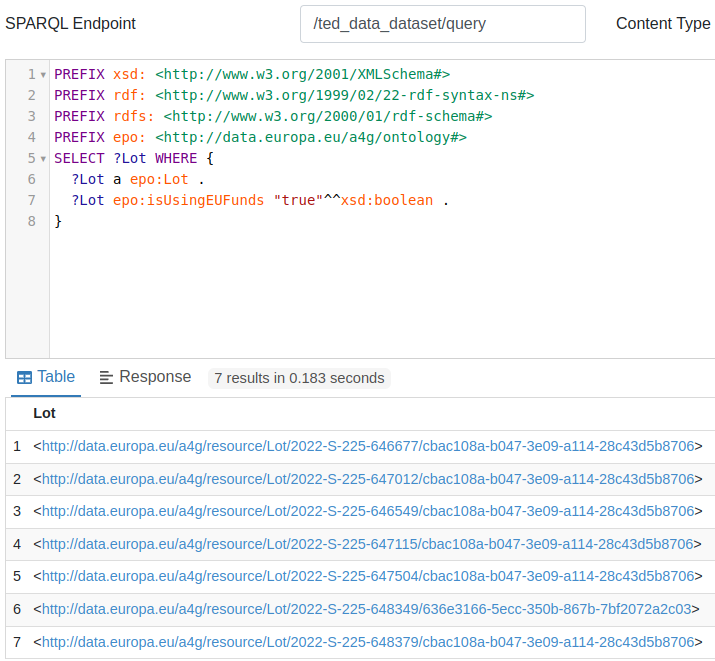 SPARQL Endpoint /ted_data_dataset/query Content Type
1 PREFIX xsd: <http://www.w3.org/2001/XMLSchema#>
2 PREFIX rdf: <http://www.w3.org/1999/02/22-rdf-syntax-ns#>
3 PREFIX rdfs: <http://www.w3.org/2000/01/rdf-schema#>
4 PREFIX epo: <http://data.europa.eu/a4g/ontology#>
5 SELECT ?Lot WHERE {
6 ?Lot a epo:Lot .
7 ?Lot epo:isUsingEUFunds "true"^^xsd:boolean .
8 }
Table Response 7 results in 0.183 seconds
Lot
1 <http://data.europa.eu/a4g/resource/Lot/2022-S-225-646677/cbac108a-b047-3e09-a114-28c43d5b8706>
2 <http://data.europa.eu/a4g/resource/Lot/2022-S-225-647012/cbac108a-b047-3e09-a114-28c43d5b8706>
3 <http://data.europa.eu/a4g/resource/Lot/2022-S-225-646549/cbac108a-b047-3e09-a114-28c43d5b8706>
4 <http://data.europa.eu/a4g/resource/Lot/2022-S-225-647115/cbac108a-b047-3e09-a114-28c43d5b8706>
5 <http://data.europa.eu/a4g/resource/Lot/2022-S-225-647504/cbac108a-b047-3e09-a114-28c43d5b8706>
6 <http://data.europa.eu/a4g/resource/Lot/2022-S-225-648349/636e3166-5ecc-350b-867b-7bf2072a2c03>
7 <http://data.europa.eu/a4g/resource/Lot/2022-S-225-648379/cbac108a-b047-3e09-a114-28c43d5b8706>